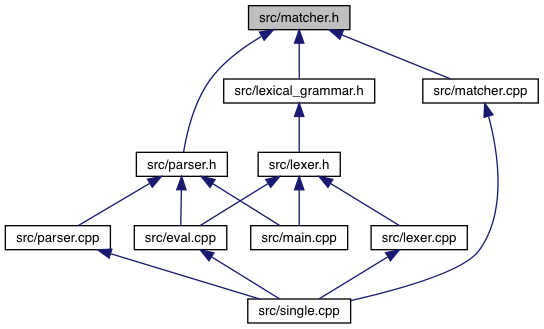 src/matcher.h
src/lexical_grammar.h
src/matcher.cpp
src/parser.h
src/lexer.h
src/parser.cpp
src/eval.cpp
src/main.cpp
src/lexer.cpp
src/single.cpp